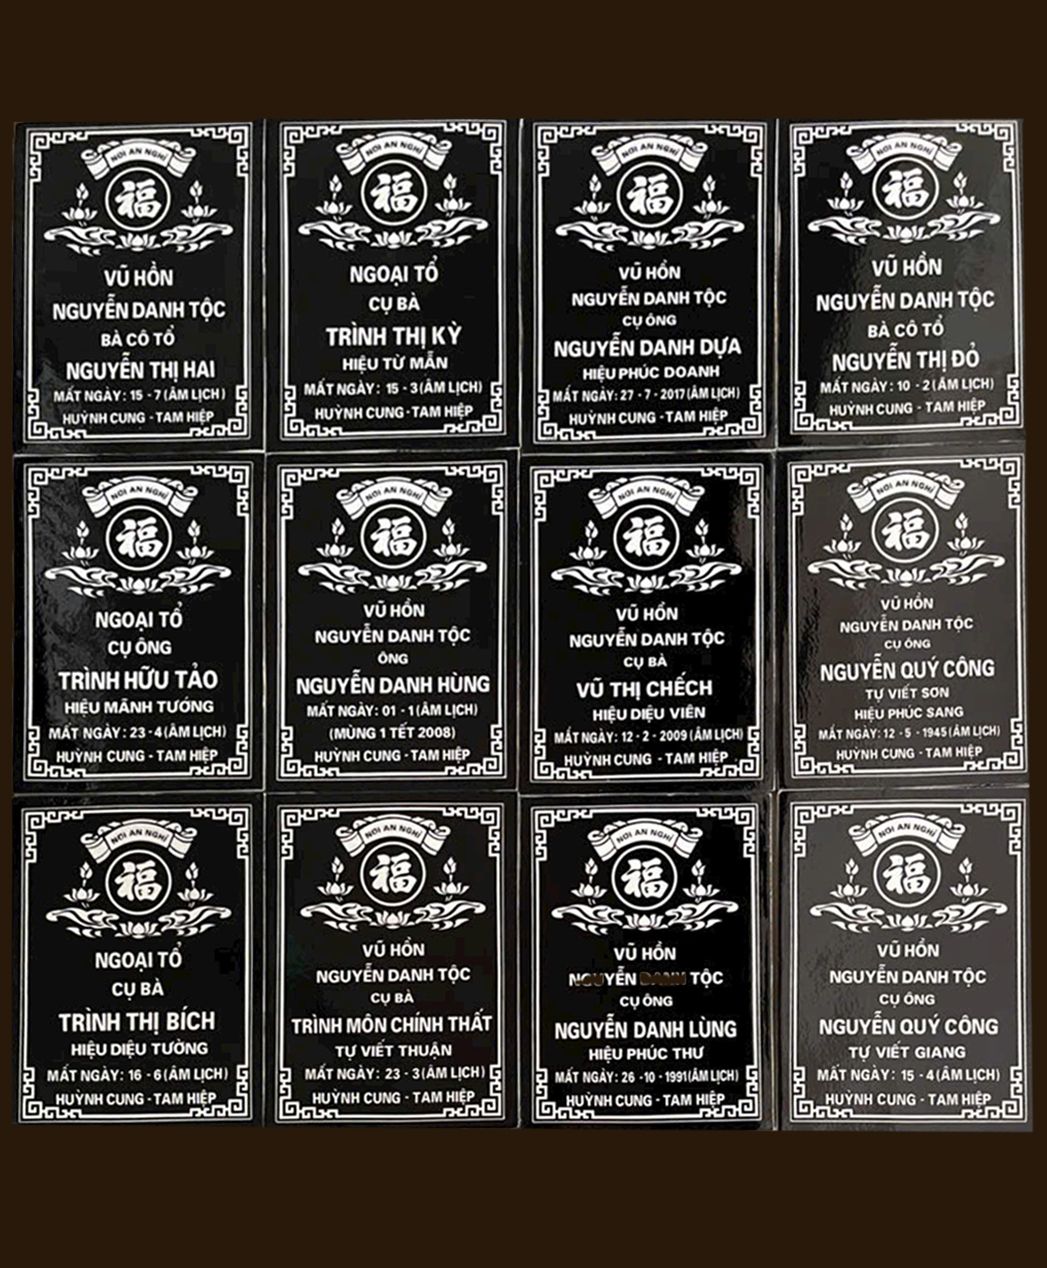 NƠI AN NGHỈ
福
VŨ HỒN
NGUYỄN DANH TỘC
BÀ CÔ TỔ
NGUYỄN THỊ HAI
MẤT NGÀY: 15 - 7 (ÂM LỊCH)
HUỲNH CUNG - TAM HIỆP
NƠI AN NGHỈ
福
NGOẠI TỔ
CỤ BÀ
TRÌNH THỊ KỲ
HIỆU TỪ MẪN
MẤT NGÀY: 15 - 3 (ÂM LỊCH)
HUỲNH CUNG - TAM HIỆP
NƠI AN NGHỈ
福
VŨ HỒN
NGUYỄN DANH TỘC
CỤ ÔNG
NGUYỄN DANH DỰA
HIỆU PHÚC DOANH
MẤT NGÀY: 27 - 7 - 2017 (ÂM LỊCH)
HUỲNH CUNG - TAM HIỆP
NƠI AN NGHỈ
福
VŨ HỒN
NGUYỄN DANH TỘC
BÀ CÔ TỔ
NGUYỄN THỊ ĐỎ
MẤT NGÀY: 10 - 2 (ÂM LỊCH)
HUỲNH CUNG - TAM HIỆP
NƠI AN NGHỈ
福
NGOẠI TỔ
CỤ ÔNG
TRÌNH HỮU TẢO
HIỆU MÃNH TƯỚNG
MẤT NGÀY: 23 - 4 (ÂM LỊCH)
HUỲNH CUNG - TAM HIỆP
NƠI AN NGHỈ
福
VŨ HỒN
NGUYỄN DANH TỘC
ÔNG
NGUYỄN DANH HÙNG
MẤT NGÀY: 01 - 1 (ÂM LỊCH)
(MÙNG 1 TẾT 2008)
HUỲNH CUNG - TAM HIỆP
NƠI AN NGHỈ
福
VŨ HỒN
NGUYỄN DANH TỘC
CỤ BÀ
VŨ THỊ CHẾCH
HIỆU DIỆU VIÊN
MẤT NGÀY: 12 - 2 - 2009 (ÂM LỊCH)
HUỲNH CUNG - TAM HIỆP
NƠI AN NGHỈ
福
VŨ HỒN
NGUYỄN DANH TỘC
CỤ ÔNG
NGUYỄN QUÝ CÔNG
TỰ VIẾT SƠN
HIỆU PHÚC SANG
MẤT NGÀY: 12 - 5 - 1945 (ÂM LỊCH)
HUỲNH CUNG - TAM HIỆP
NƠI AN NGHỈ
福
NGOẠI TỔ
CỤ BÀ
TRÌNH THỊ BÍCH
HIỆU DIỆU TƯỜNG
MẤT NGÀY: 16 - 6 (ÂM LỊCH)
HUỲNH CUNG - TAM HIỆP
NƠI AN NGHỈ
福
VŨ HỒN
NGUYỄN DANH TỘC
CỤ BÀ
TRÌNH MÔN CHÍNH THẤT
TỰ VIẾT THUẬN
MẤT NGÀY: 23 - 3 (ÂM LỊCH)
HUỲNH CUNG - TAM HIỆP
NƠI AN NGHỈ
福
VŨ HỒN
NGUYỄN DANH TỘC
CỤ ÔNG
NGUYỄN DANH LÙNG
HIỆU PHÚC THƯ
MẤT NGÀY: 26 - 10 - 1991 (ÂM LỊCH)
HUỲNH CUNG - TAM HIỆP
NƠI AN NGHỈ
福
VŨ HỒN
NGUYỄN DANH TỘC
CỤ ÔNG
NGUYỄN QUÝ CÔNG
TỰ VIẾT GIANG
MẤT NGÀY: 15 - 4 (ÂM LỊCH)
HUỲNH CUNG - TAM HIỆP